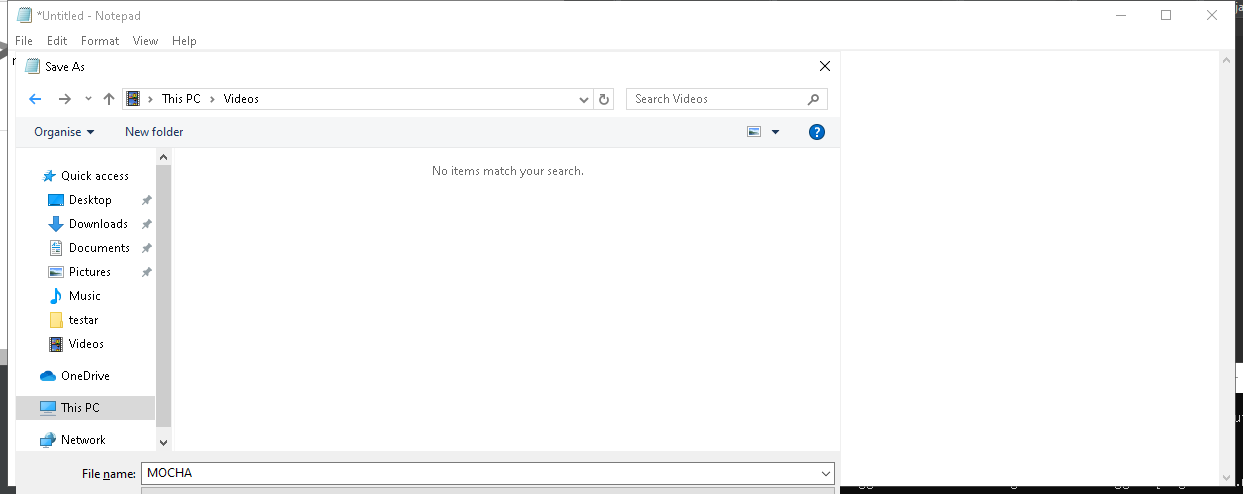 *Untitled - Notepad
File Edit Format View Help
Save As
This PC Videos
Search Videos
Organise New folder
No items match your search.
Quick access
Desktop
Downloads
Documents
Pictures
Music
testar
Videos
OneDrive
This PC
Network
File name: MOCHA